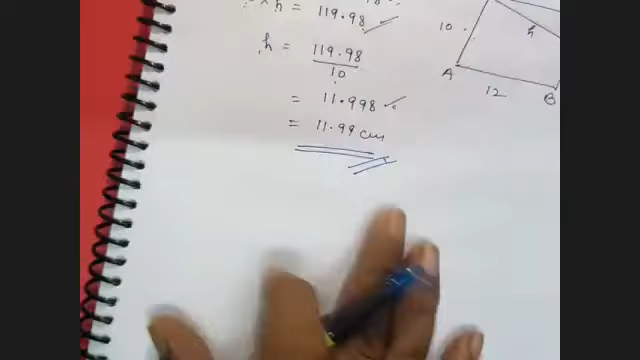 × h = 119.98
h = 119.98
10
= 11.998
= 11.99 cm
10
h
A
12
B